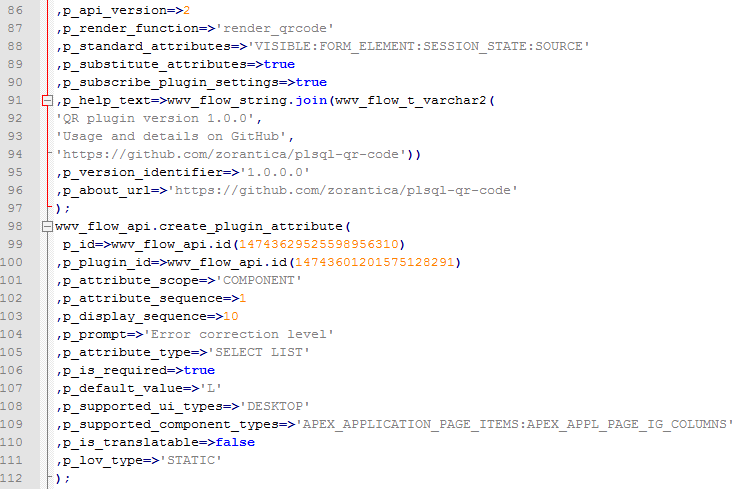 86 ,p_api_version=>2
87 ,p_render_function=>'render_qrcode'
88 ,p_standard_attributes=>'VISIBLE:FORM_ELEMENT:SESSION_STATE:SOURCE'
89 ,p_substitute_attributes=>true
90 ,p_subscribe_plugin_settings=>true
91 ,p_help_text=>wwv_flow_string.join(wwv_flow_t_varchar2(
92 'QR plugin version 1.0.0',
93 'Usage and details on GitHub',
94 'https://github.com/zorantica/plsql-qr-code'))
95 ,p_version_identifier=>'1.0.0.0'
96 ,p_about_url=>'https://github.com/zorantica/plsql-qr-code'
97 );
98 wwv_flow_api.create_plugin_attribute(
99  p_id=>wwv_flow_api.id(14743629525598956310)
100 ,p_plugin_id=>wwv_flow_api.id(14743601201575128291)
101 ,p_attribute_scope=>'COMPONENT'
102 ,p_attribute_sequence=>1
103 ,p_display_sequence=>10
104 ,p_prompt=>'Error correction level'
105 ,p_attribute_type=>'SELECT LIST'
106 ,p_is_required=>true
107 ,p_default_value=>'L'
108 ,p_supported_ui_types=>'DESKTOP'
109 ,p_supported_component_types=>'APEX_APPLICATION_PAGE_ITEMS:APEX_APPL_PAGE_IG_COLUMNS'
110 ,p_is_translatable=>false
111 ,p_lov_type=>'STATIC'
112 );